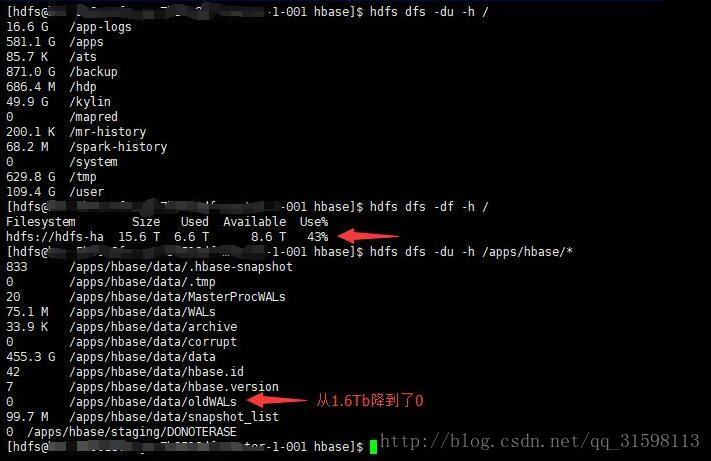 [hdfs@ -1-001 hbase]$ hdfs dfs -du -h /
16.6 G /app-logs
581.1 G /apps
85.7 K /ats
871.0 G /backup
686.4 M /hdp
49.9 G /kylin
0 /mapred
200.1 K /mr-history
68.2 M /spark-history
0 /system
629.8 G /tmp
109.4 G /user
[hdfs@ -001 hbase]$ hdfs dfs -df -h /
Filesystem Size Used Available Use%
hdfs://hdfs-ha 15.6 T 6.6 T 8.6 T 43%
[hdfs@ -1-001 hbase]$ hdfs dfs -du -h /apps/hbase/*
833 /apps/hbase/data/.hbase-snapshot
0 /apps/hbase/data/.tmp
20 /apps/hbase/data/MasterProcWALs
75.1 M /apps/hbase/data/WALs
33.9 K /apps/hbase/data/archive
0 /apps/hbase/data/corrupt
455.3 G /apps/hbase/data/data
42 /apps/hbase/data/hbase.id
7 /apps/hbase/data/hbase.version
0 /apps/hbase/data/oldWALs 从1.6Tb降到了0
99.7 M /apps/hbase/data/snapshot_list
0 /apps/hbase/staging/DONOTERASE
[hdfs@ -1-001 hbase]$
http://blog.csdn.net/qq_31598113